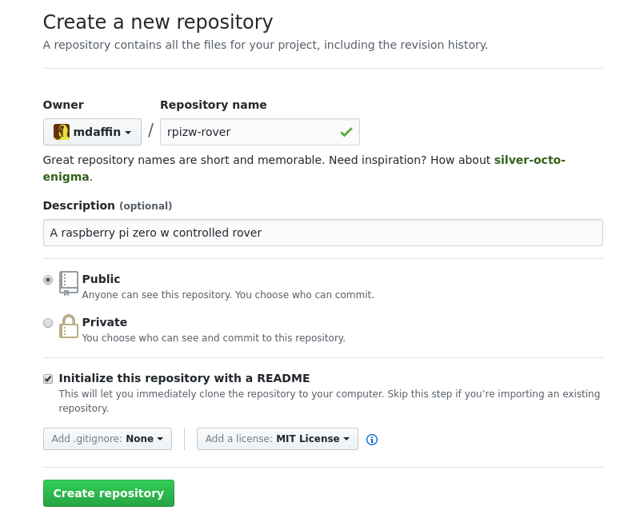 Create a new repository
A repository contains all the files for your project, including the revision history.
Owner Repository name
mdaffin / rpizw-rover
Great repository names are short and memorable. Need inspiration? How about silver-octo-
enigma.
Description (optional)
A raspberry pi zero w controlled rover
Public
Anyone can see this repository. You choose who can commit.
Private
You choose who can see and commit to this repository.
Initialize this repository with a README
This will let you immediately clone the repository to your computer. Skip this step if you’re importing an existing
repository.
Add .gitignore: None Add a license: MIT License
Create repository